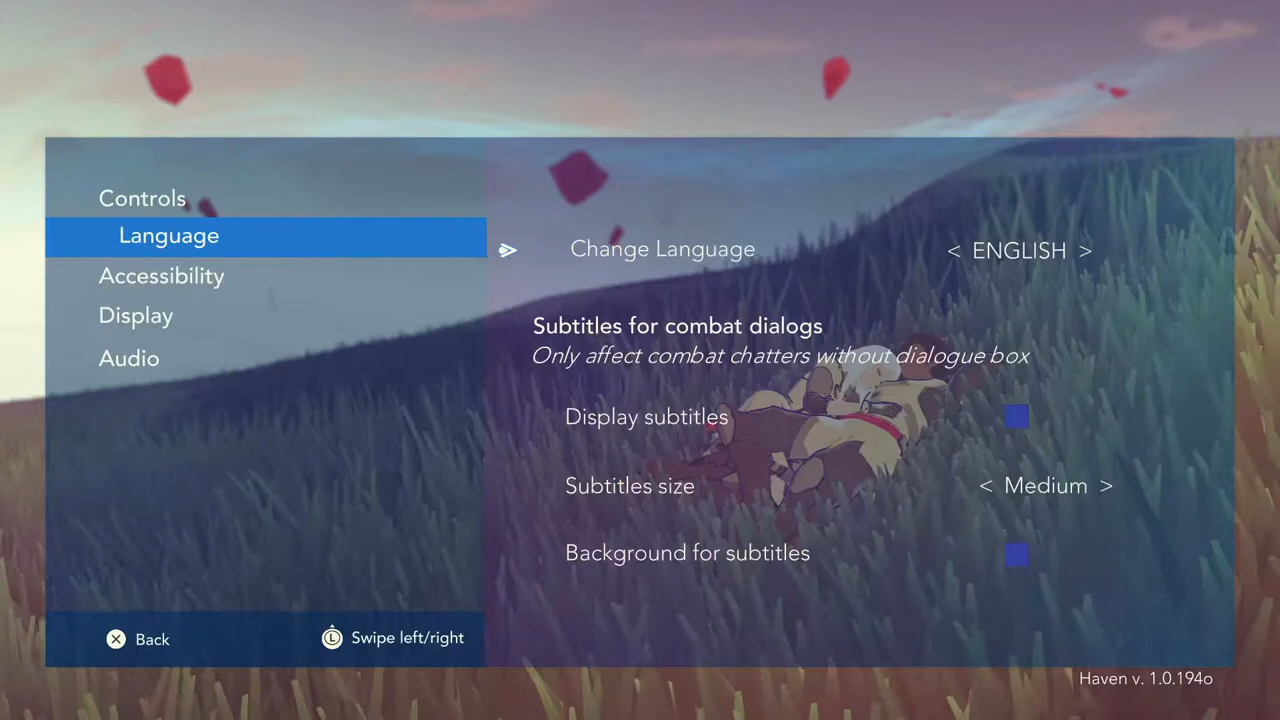 Controls
Language
Accessibility
Display
Audio
Change Language < ENGLISH >
Subtitles for combat dialogs
Only affect combat chatters without dialogue box
Display subtitles
Subtitles size < Medium >
Background for subtitles
X Back
L Swipe left/right
Haven v. 1.0.194o